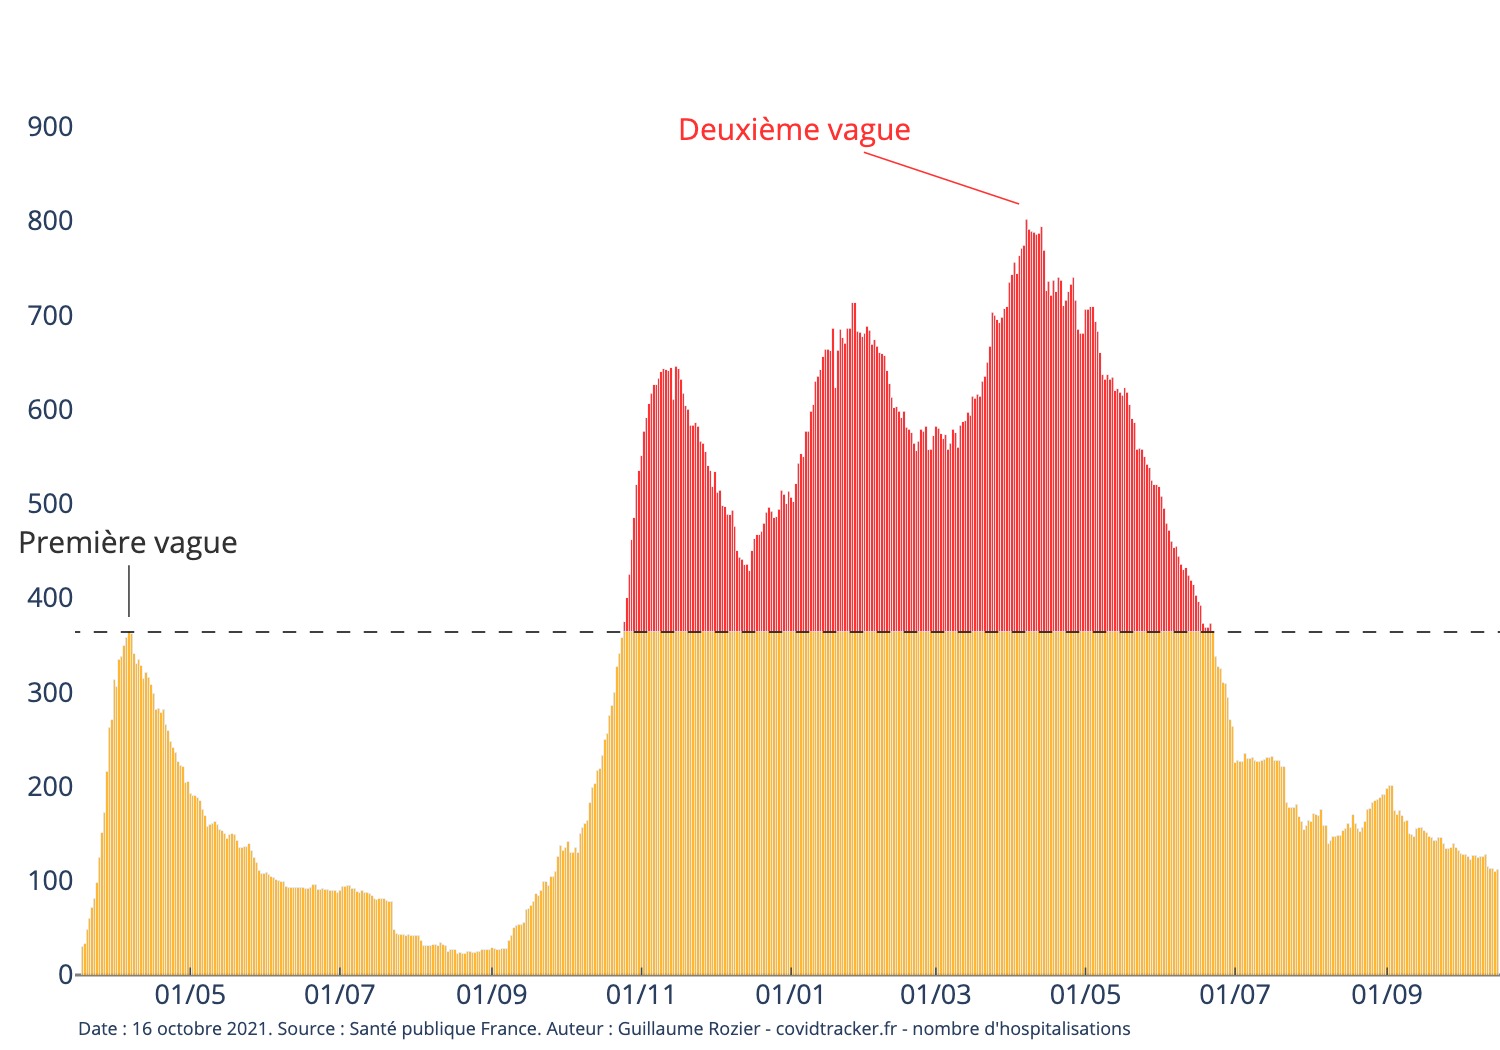 900
Deuxième vague
800
700
600
500
Première vague
400
300
200
100
0
01/05 01/07 01/09 01/11 01/01 01/03 01/05 01/07 01/09
Date : 16 octobre 2021. Source : Santé publique France. Auteur : Guillaume Rozier - covidtracker.fr - nombre d'hospitalisations